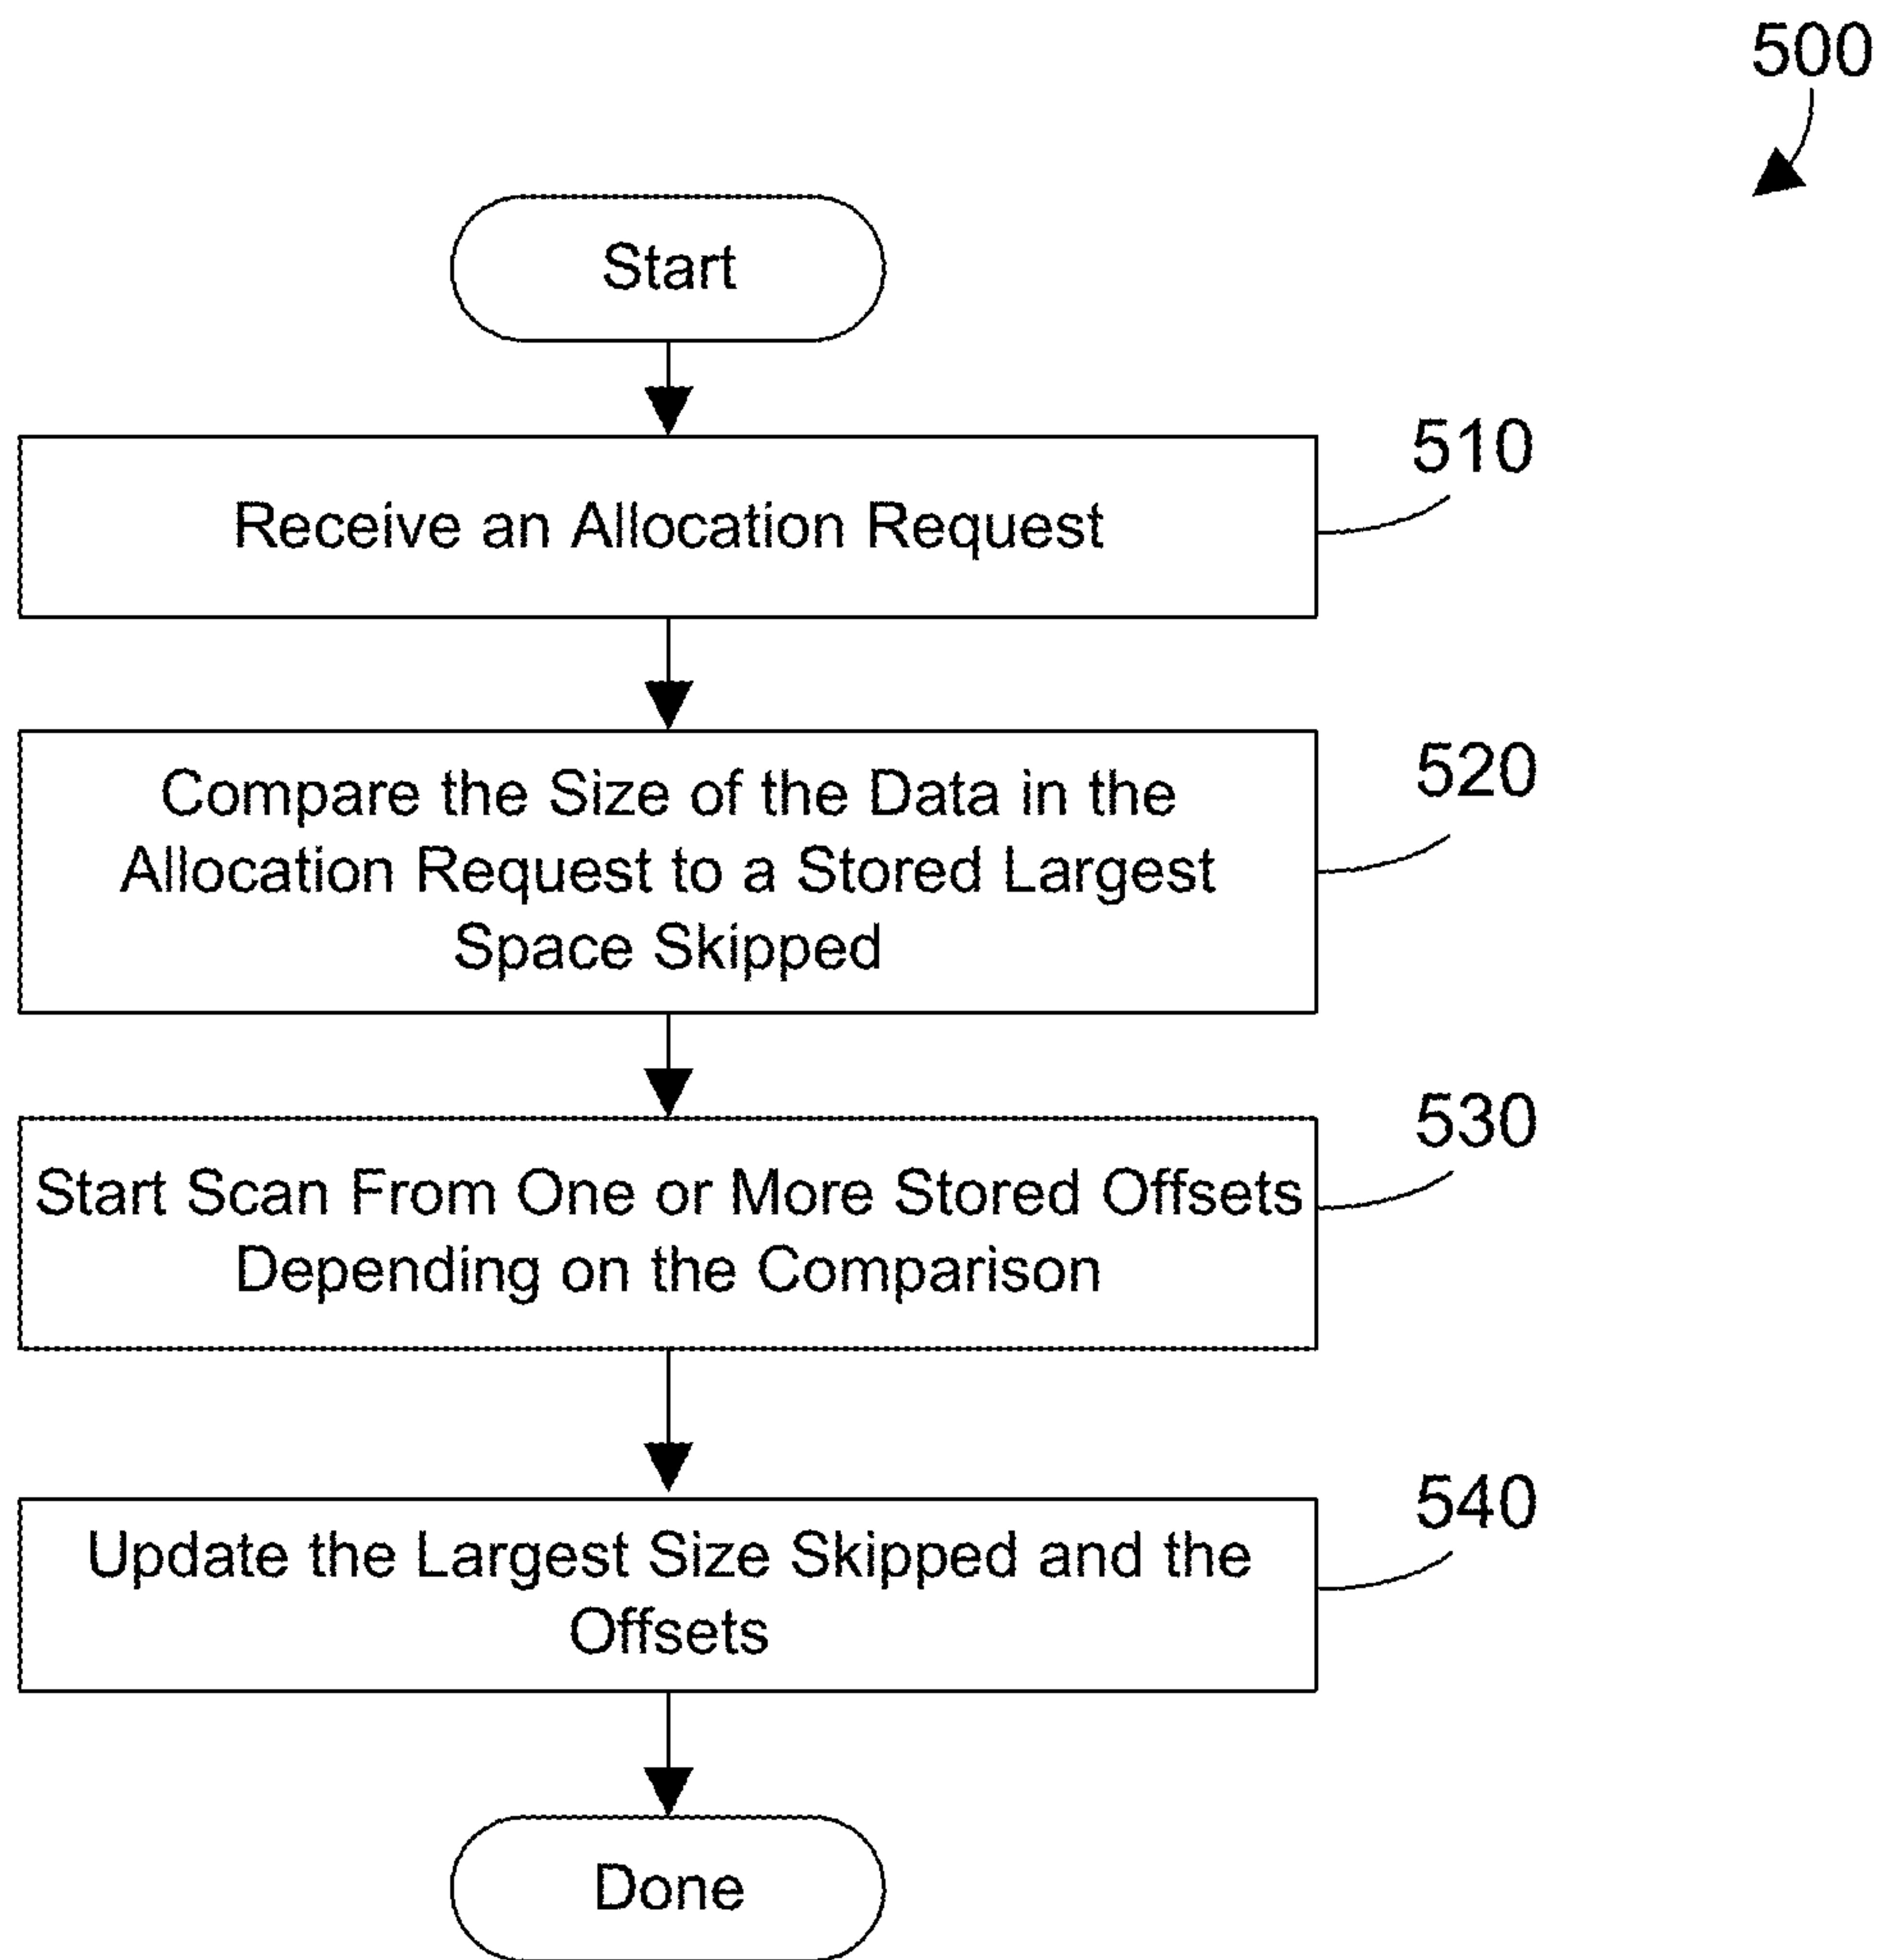 500
Start
Receive an Allocation Request
510
Compare the Size of the Data in the
Allocation Request to a Stored Largest
Space Skipped
520
Start Scan From One or More Stored Offsets
Depending on the Comparison
530
Update the Largest Size Skipped and the
Offsets
540
Done